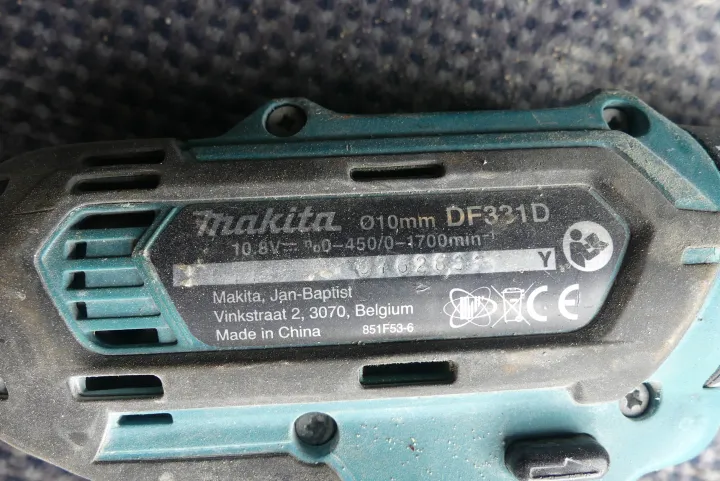 makita Ø10mm DF331D
10.8V⎓ n₀0-450/0-1700min⁻¹
Y
Makita, Jan-Baptist
Vinkstraat 2, 3070, Belgium
Made in China 851F53-6
CE